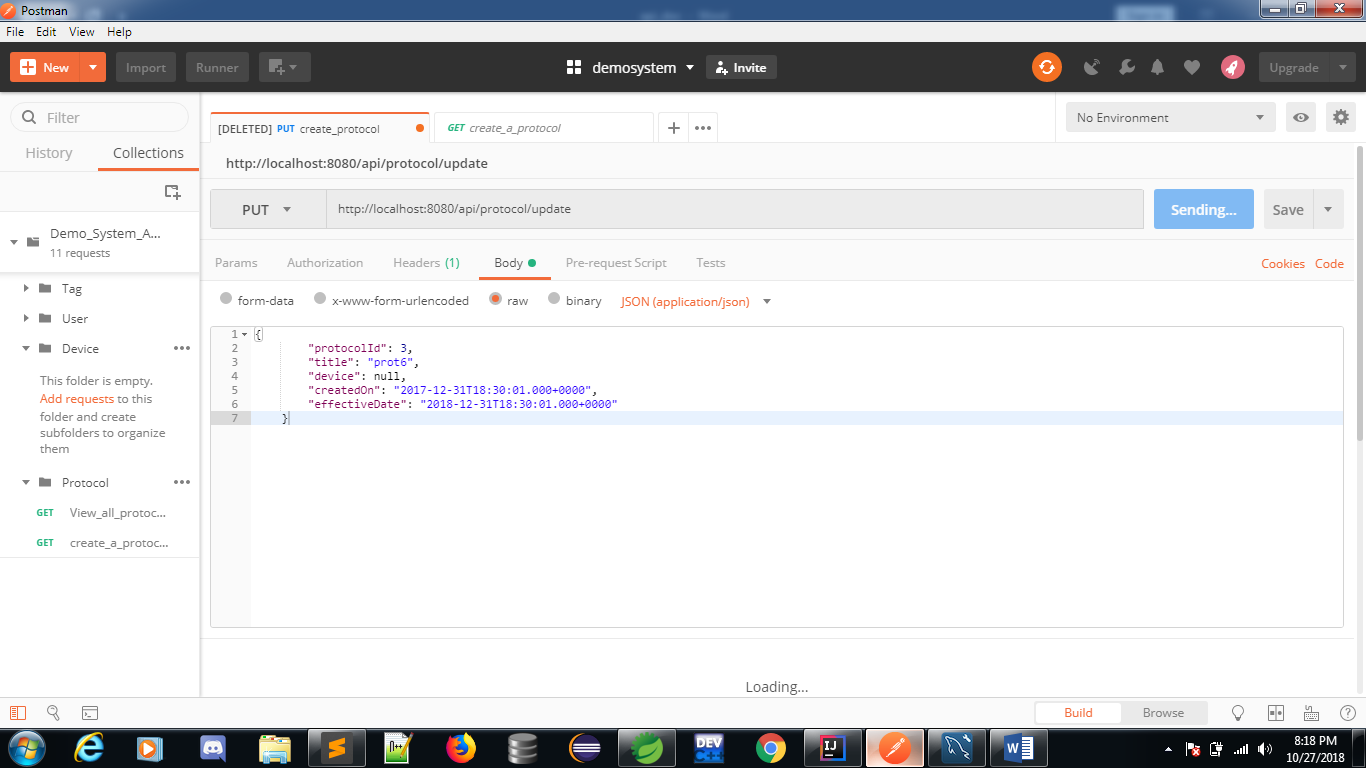 Postman
File Edit View Help
New Import Runner demosystem Invite Upgrade
Filter
History Collections
Demo_System_A...
11 requests
Tag
User
Device
This folder is empty.
Add requests to this
folder and create
subfolders to organize
them
Protocol
GET View_all_protoc...
GET create_a_protoc...
[DELETED] PUT create_protocol
GET create_a_protocol
No Environment
http://localhost:8080/api/protocol/update
PUT http://localhost:8080/api/protocol/update Sending... Save
Params Authorization Headers (1) Body Pre-request Script Tests Cookies Code
form-data x-www-form-urlencoded raw binary JSON (application/json)
1 {
2 "protocolId": 3,
3 "title": "prot6",
4 "device": null,
5 "createdOn": "2017-12-31T18:30:01.000+0000",
6 "effectiveDate": "2018-12-31T18:30:01.000+0000"
7 }
Loading...
Build Browse
8:18 PM
10/27/2018